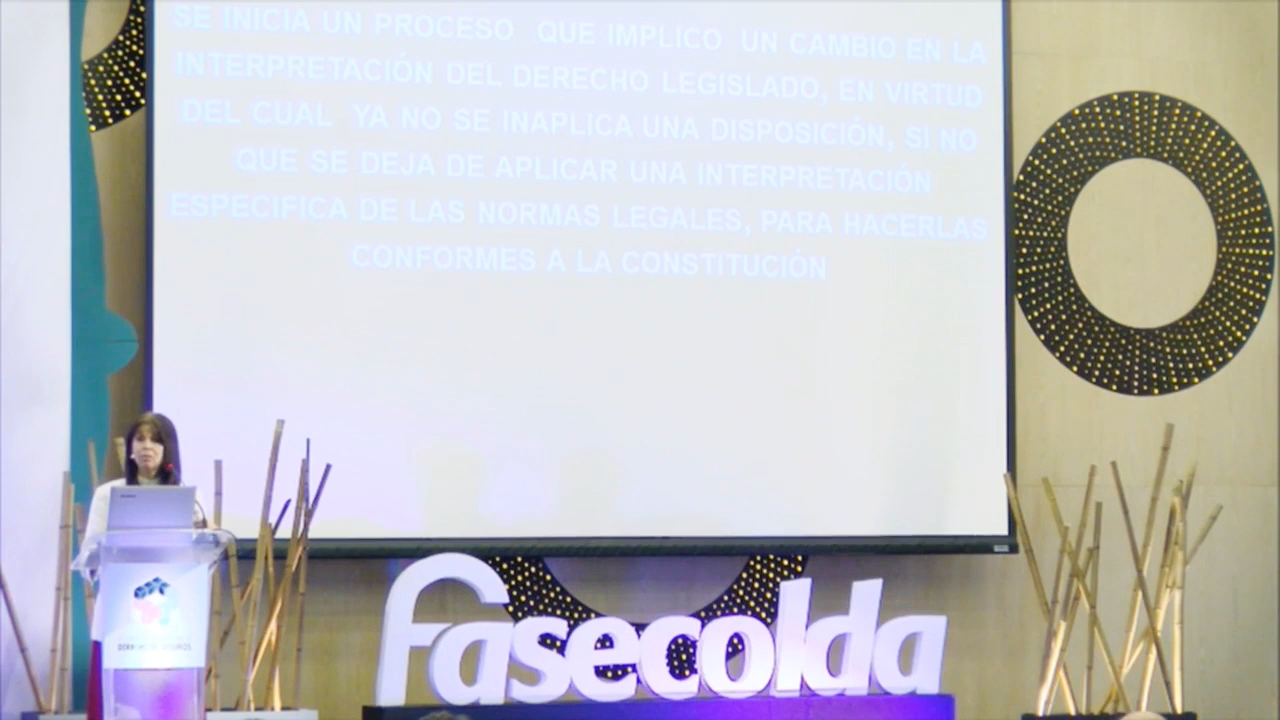 SE INICIA UN PROCESO QUE IMPLICO UN CAMBIO EN LA
INTERPRETACIÓN DEL DERECHO LEGISLADO, EN VIRTUD
DEL CUAL YA NO SE INAPLICA UNA DISPOSICIÓN, SI NO
QUE SE DEJA DE APLICAR UNA INTERPRETACIÓN
ESPECIFICA DE LAS NORMAS LEGALES, PARA HACERLAS
CONFORMES A LA CONSTITUCIÓN
fasecolda